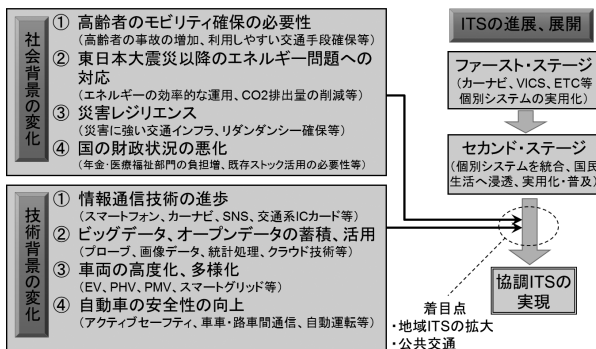 社会背景の変化
① 高齢者のモビリティ確保の必要性
(高齢者の事故の増加、利用しやすい交通手段確保等)
② 東日本大震災以降のエネルギー問題への
対応
(エネルギーの効率的な運用、CO2排出量の削減等)
③ 災害レジリエンス
(災害に強い交通インフラ、リダンダンシー確保等)
④ 国の財政状況の悪化
(年金・医療福祉部門の負担増、既存ストック活用の必要性等)
技術背景の変化
① 情報通信技術の進歩
(スマートフォン、カーナビ、SNS、交通系ICカード等)
② ビッグデータ、オープンデータの蓄積、活用
(プローブ、画像データ、統計処理、クラウド技術等)
③ 車両の高度化、多様化
(EV、PHV、PMV、スマートグリッド等)
④ 自動車の安全性の向上
(アクティブセーフティ、車車・路車間通信、自動運転等)
ITSの進展、展開
ファースト・ステージ
(カーナビ、VICS、ETC等
個別システムの実用化)
セカンド・ステージ
(個別システムを統合、国民
生活へ浸透、実用化・普及)
協調ITSの
実現
着目点
・地域ITSの拡大
・公共交通